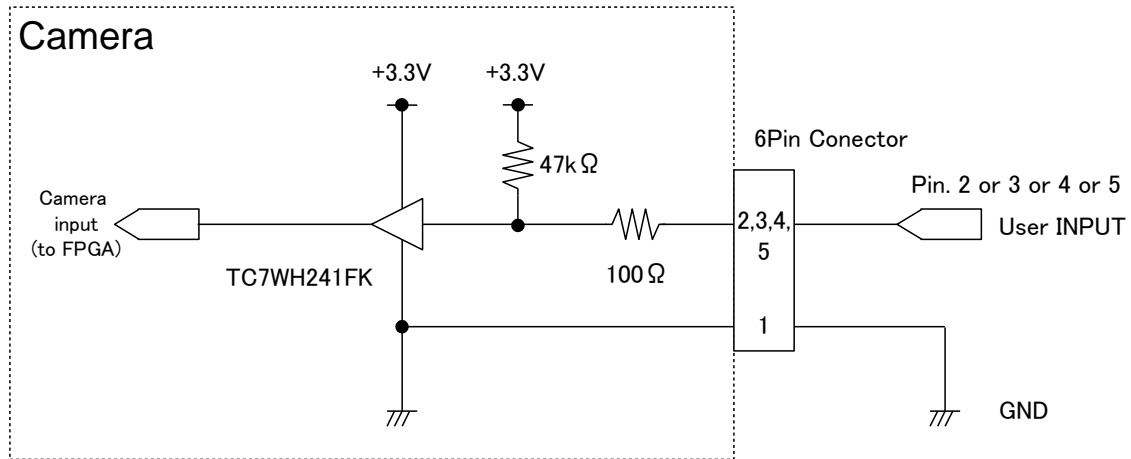 Camera
+3.3V
+3.3V
6Pin Conector
47kΩ
Pin. 2 or 3 or 4 or 5
Camera
input
(to FPGA)
2,3,4,
5
User INPUT
TC7WH241FK
100Ω
1
GND